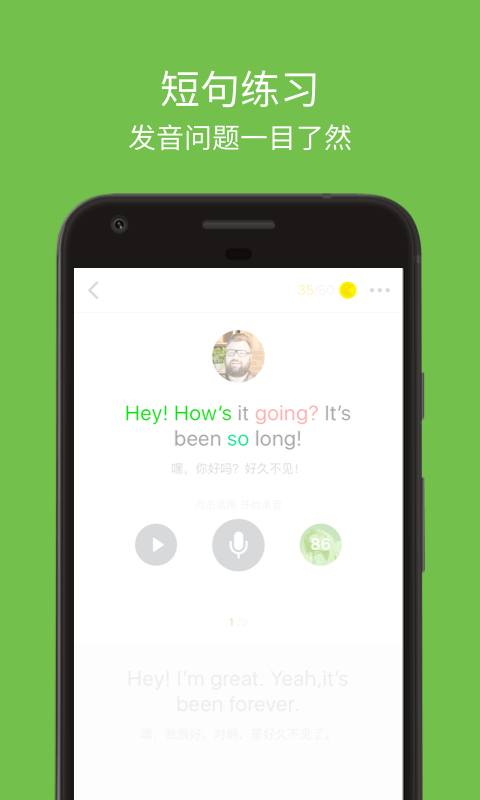 短句练习
发音问题一目了然
35/50
Hey! How's it going? It's
been so long!
嘿，你好吗？好久不见！
86
1
Hey! I'm great. Yeah,it's
been forever.
嘿，我很好。对啊，是好久不见了。